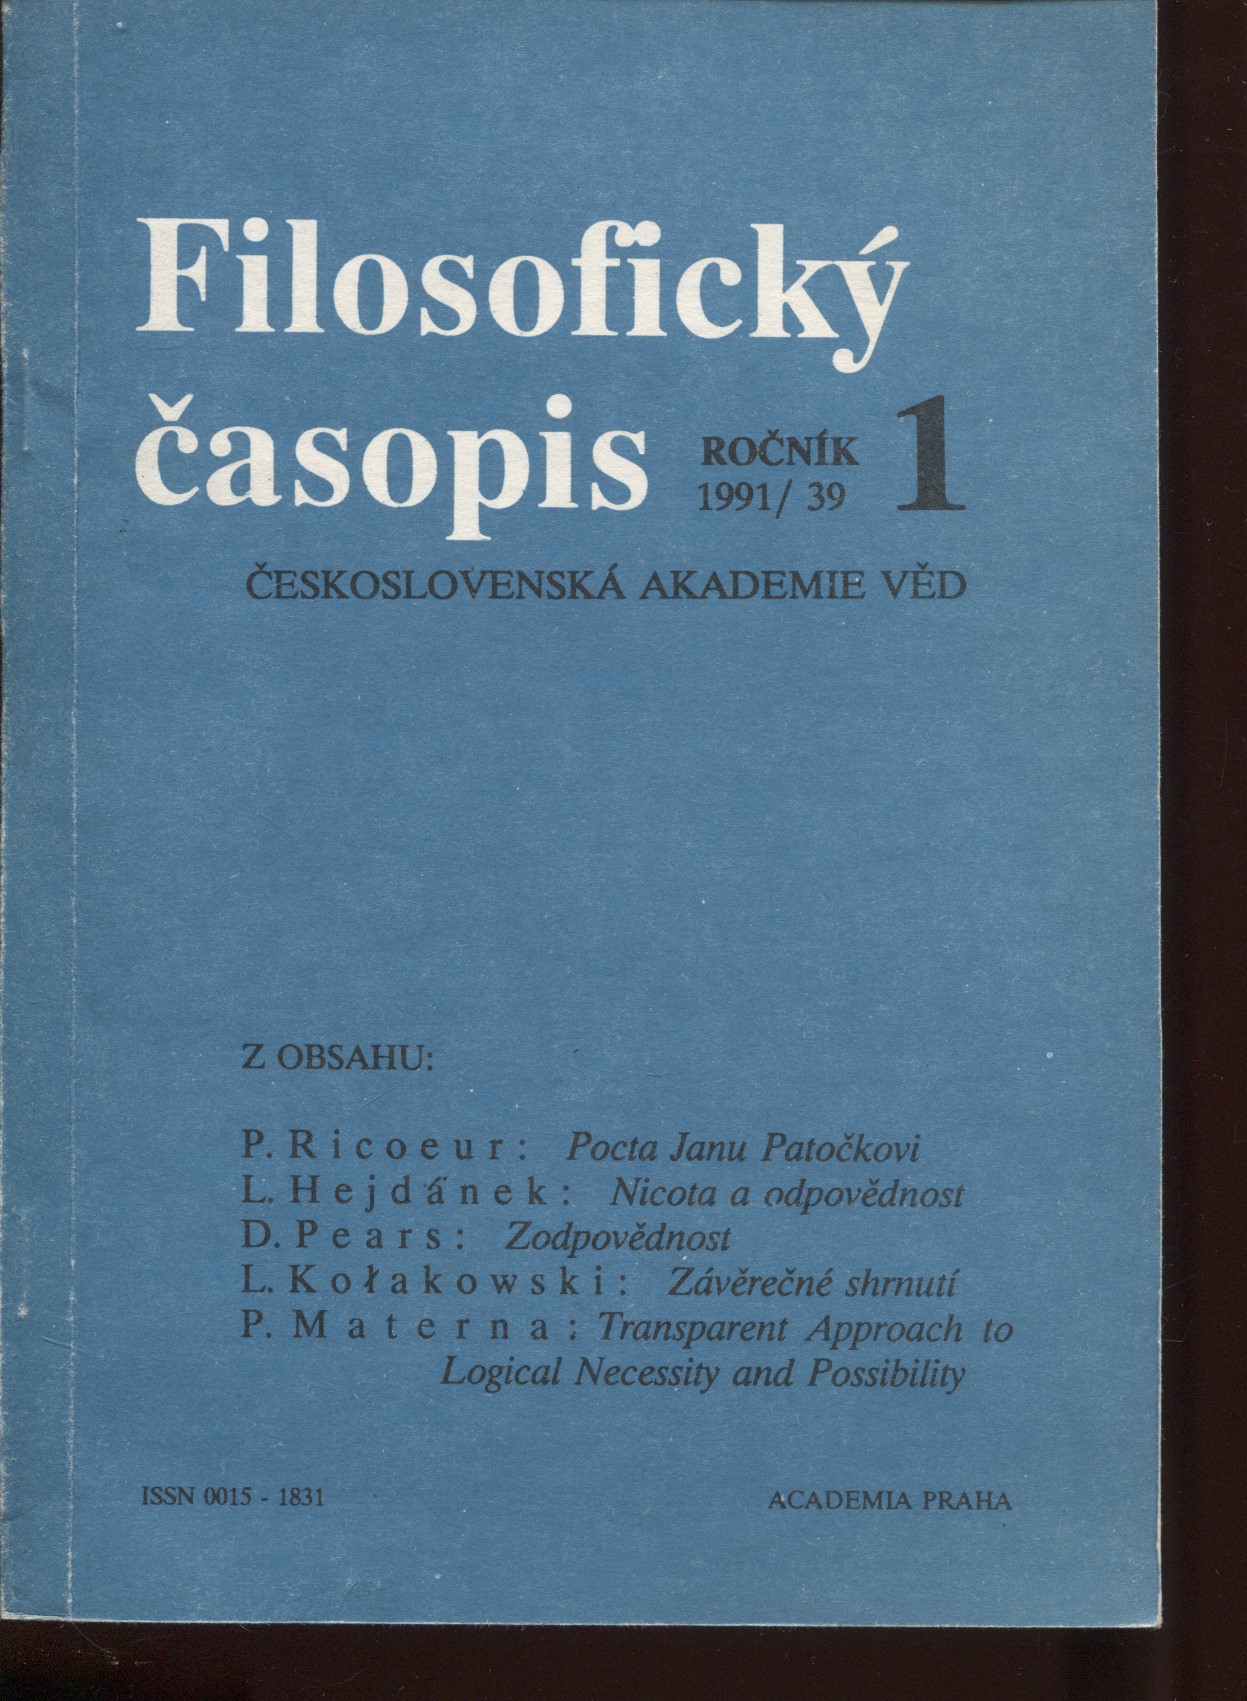 Filosofický
časopis ROČNÍK 1
1991/ 39
ČESKOSLOVENSKÁ AKADEMIE VĚD
Z OBSAHU:
P. Ricoeur: Pocta Janu Patočkovi
L. Hejdánek: Nicota a odpovědnost
D. Pears: Zodpovědnost
L. Kołakowski: Závěrečné shrnutí
P. Materna: Transparent Approach to
Logical Necessity and Possibility
ISSN 0015 - 1831 ACADEMIA PRAHA